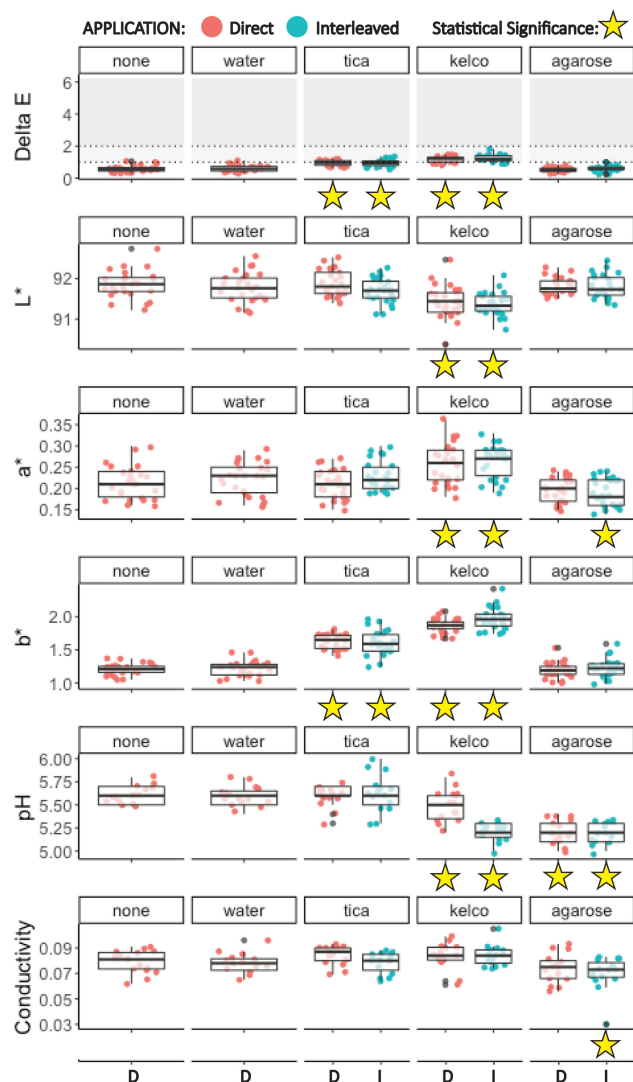 APPLICATION: Direct Interleaved Statistical Significance:
none water tica kelco agarose
Delta E
6
4
2
0
none water tica kelco agarose
L*
92
91
none water tica kelco agarose
a*
0.35
0.30
0.25
0.20
0.15
none water tica kelco agarose
b*
2.0
1.5
1.0
none water tica kelco agarose
pH
6.00
5.75
5.50
5.25
5.00
none water tica kelco agarose
Conductivity
0.09
0.07
0.05
0.03
D D D I D I D I